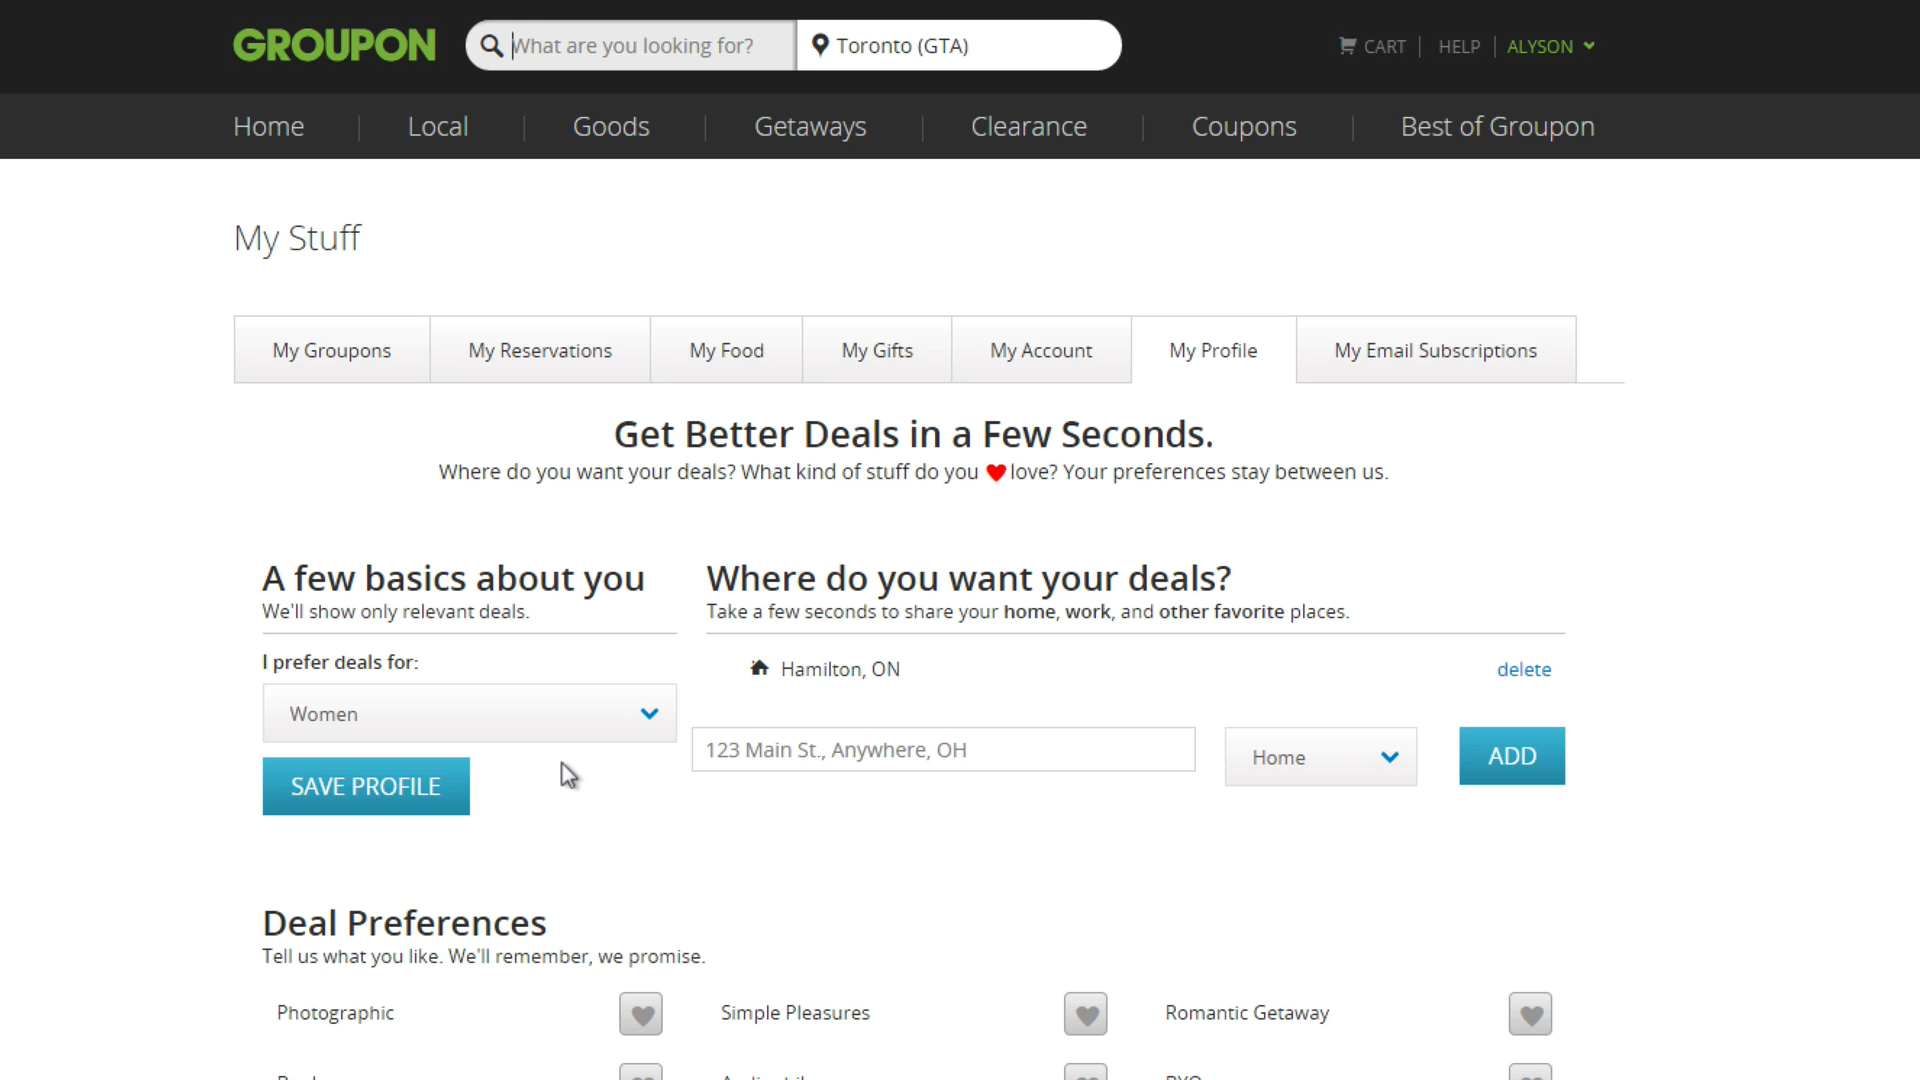 GROUPON
What are you looking for?
Toronto (GTA)
CART
HELP
ALYSON
Home
Local
Goods
Getaways
Clearance
Coupons
Best of Groupon
My Stuff
My Groupons
My Reservations
My Food
My Gifts
My Account
My Profile
My Email Subscriptions
Get Better Deals in a Few Seconds.
Where do you want your deals? What kind of stuff do you love? Your preferences stay between us.
A few basics about you
We'll show only relevant deals.
I prefer deals for:
Women
SAVE PROFILE
Where do you want your deals?
Take a few seconds to share your home, work, and other favorite places.
Hamilton, ON
delete
123 Main St., Anywhere, OH
Home
ADD
Deal Preferences
Tell us what you like. We'll remember, we promise.
Photographic
Simple Pleasures
Romantic Getaway